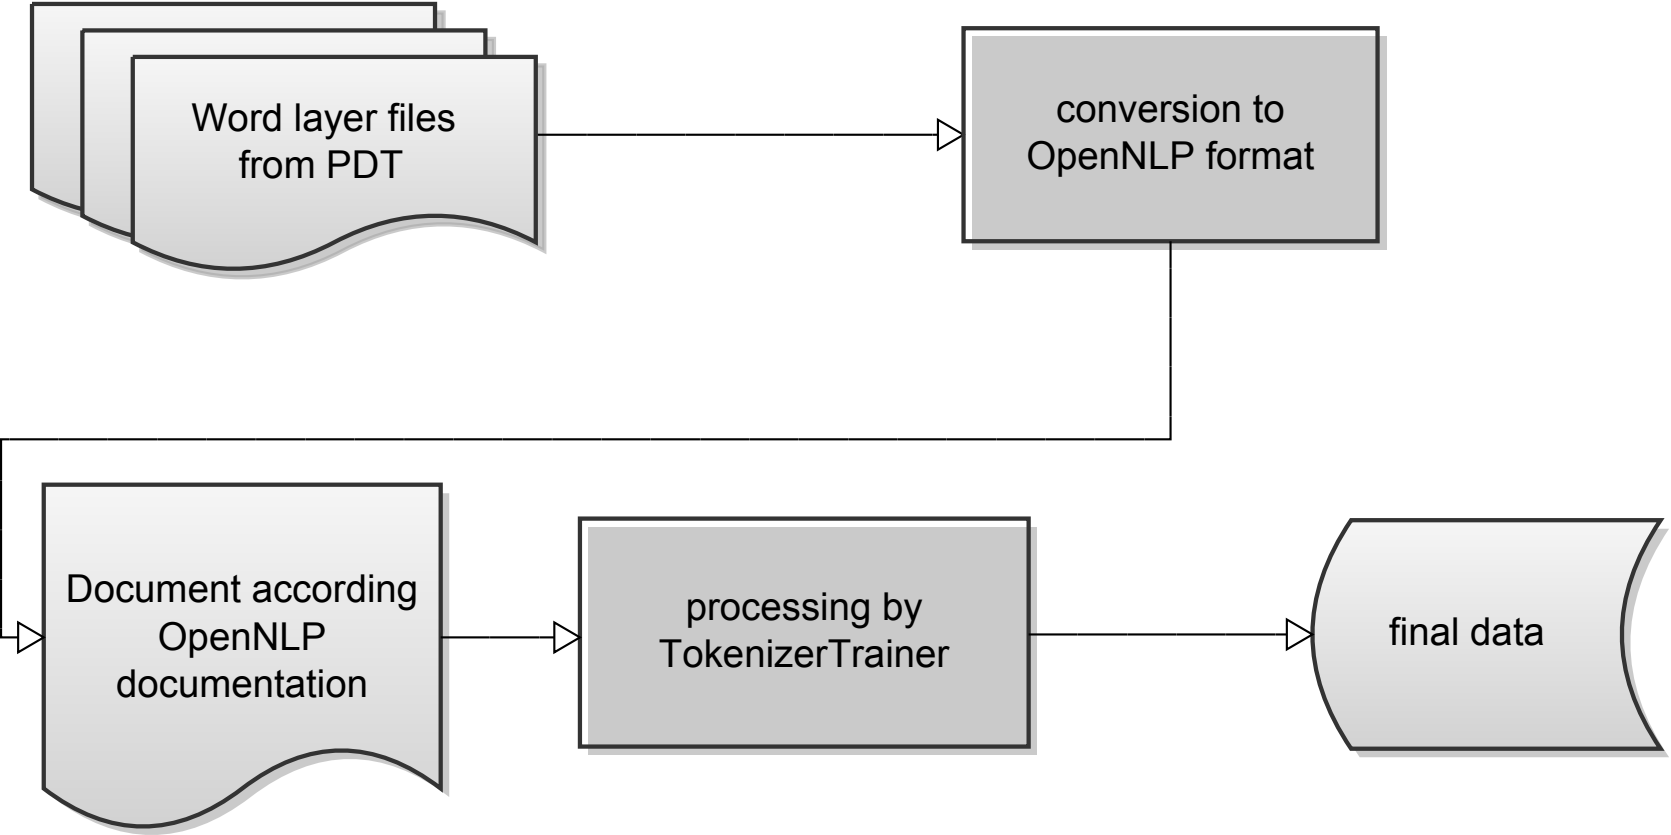 Word layer files
from PDT
conversion to
OpenNLP format
Document according
OpenNLP
documentation
processing by
TokenizerTrainer
final data